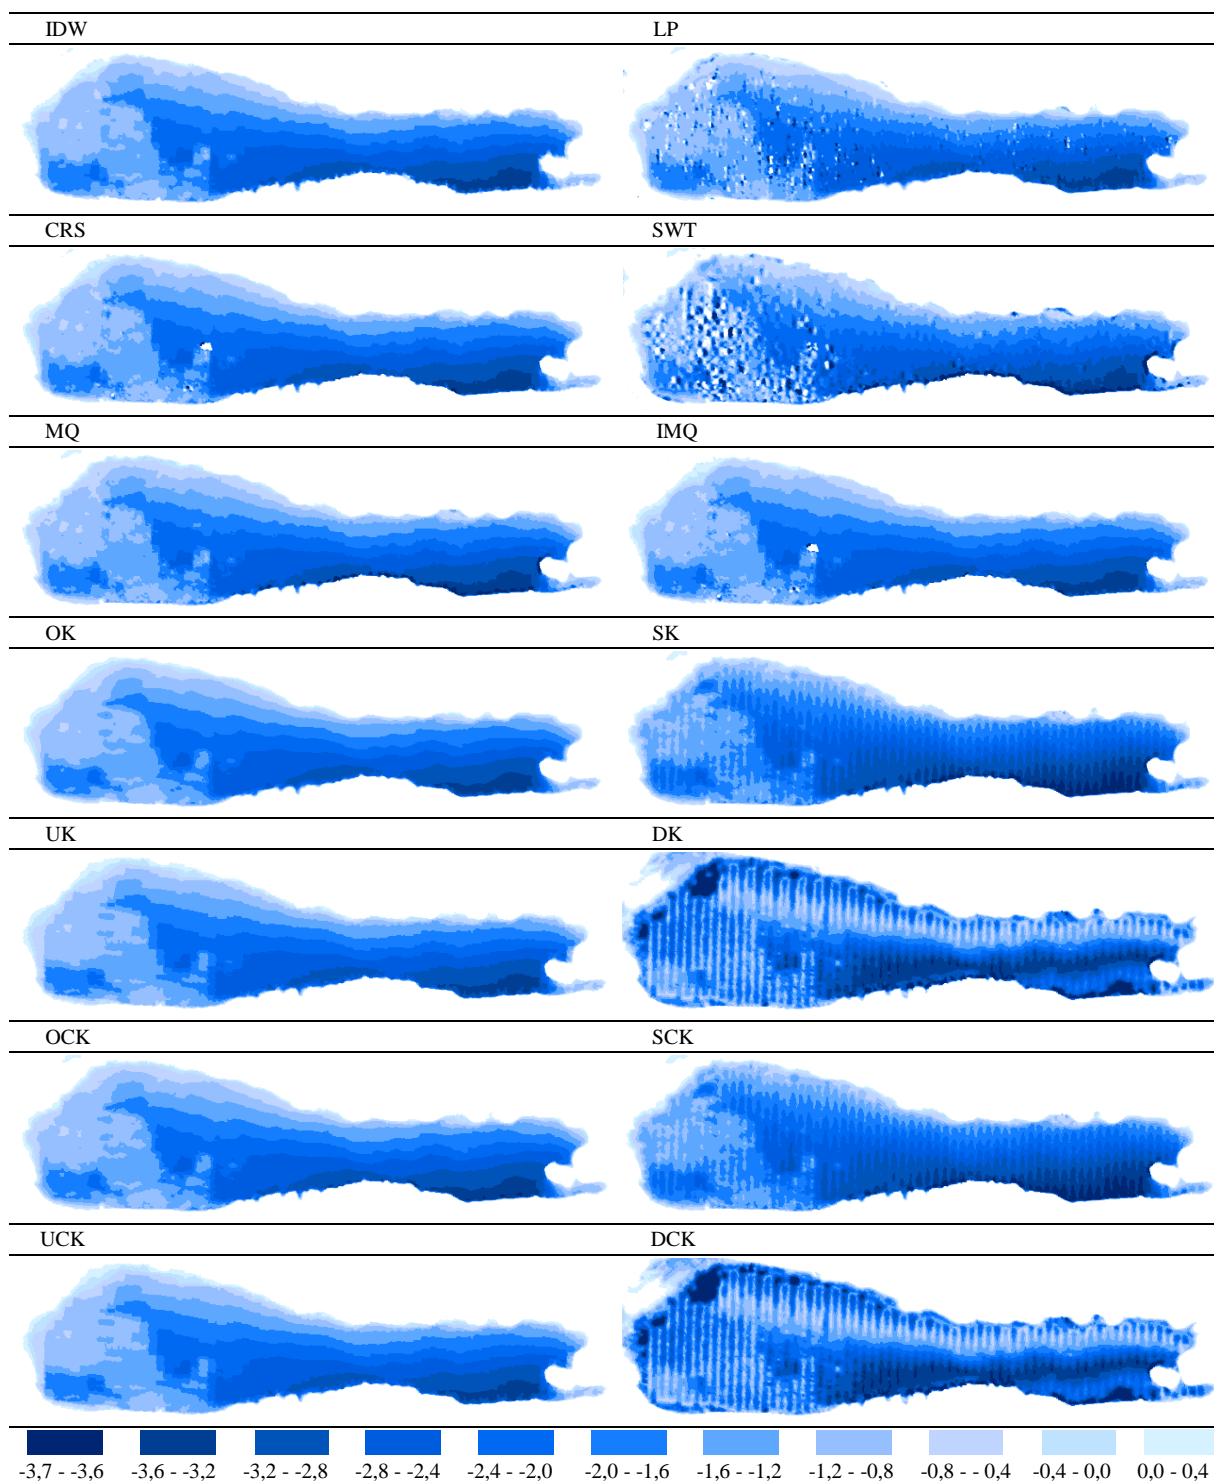 IDW LP
CRS SWT
MQ IMQ
OK SK
UK DK
OCK SCK
UCK DCK
-3,7 - -3,6 -3,6 - -3,2 -3,2 - -2,8 -2,8 - -2,4 -2,4 - -2,0 -2,0 - -1,6 -1,6 - -1,2 -1,2 - -0,8 -0,8 - -0,4 -0,4 - 0,0 0,0 - 0,4